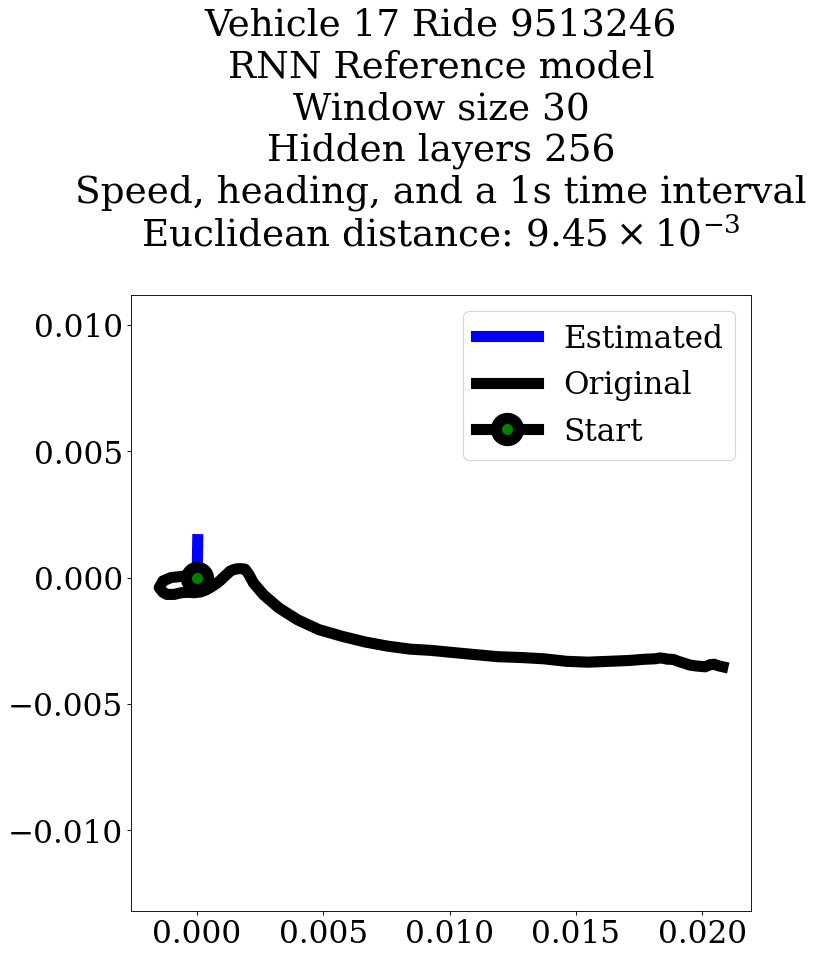 Vehicle 17 Ride 9513246
RNN Reference model
Window size 30
Hidden layers 256
Speed, heading, and a 1s time interval
Euclidean distance: 9.45 × 10⁻³
Estimated
Original
Start
0.010
0.005
0.000
−0.005
−0.010
0.000 0.005 0.010 0.015 0.020